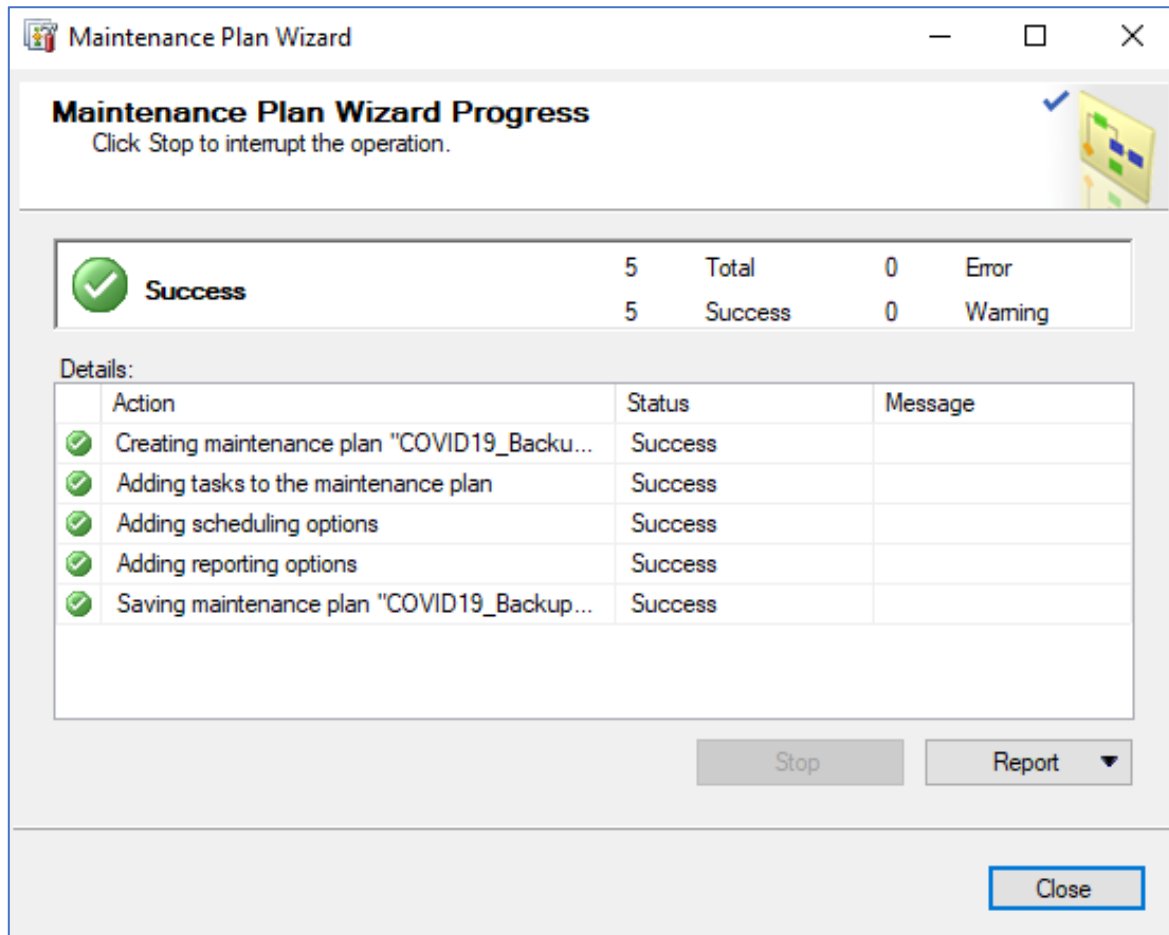 Maintenance Plan Wizard
Maintenance Plan Wizard Progress
Click Stop to interrupt the operation.
Success
5 Total 0 Error
5 Success 0 Warning
Details:
Action Status Message
Creating maintenance plan "COVID19_Backu... Success
Adding tasks to the maintenance plan Success
Adding scheduling options Success
Adding reporting options Success
Saving maintenance plan "COVID19_Backup... Success
Stop Report
Close